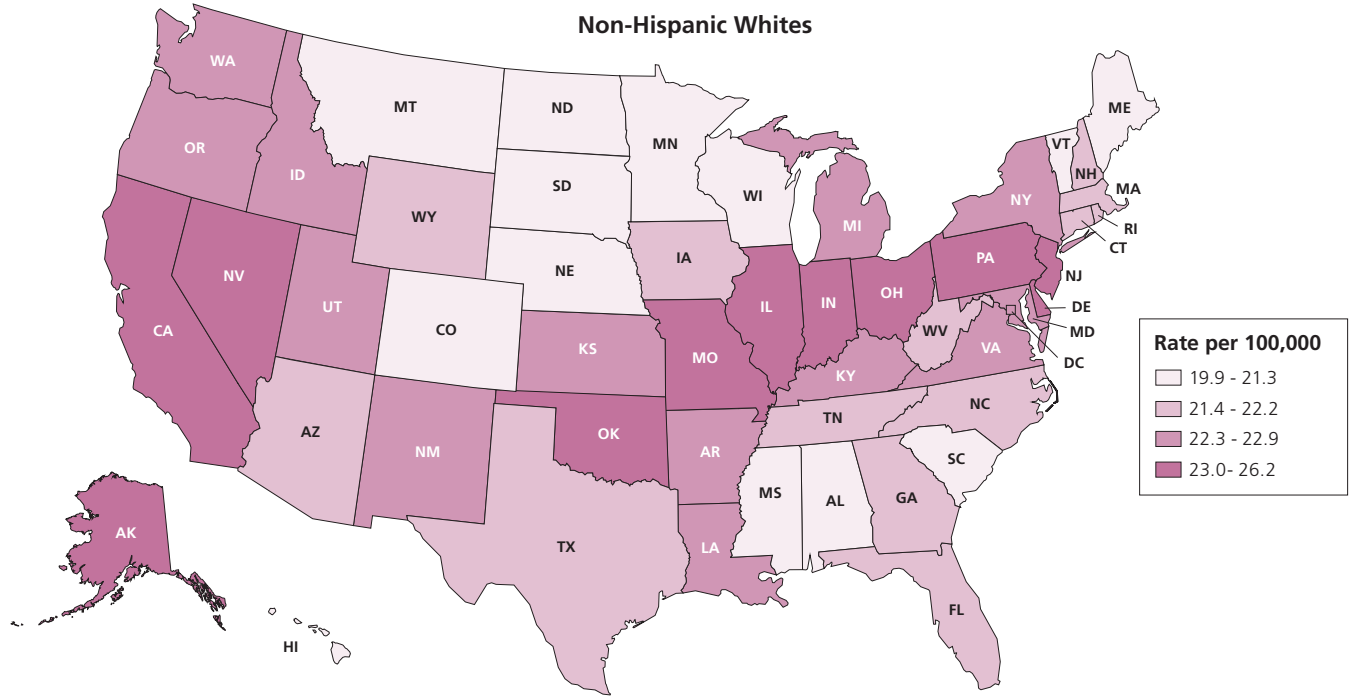 Non-Hispanic Whites
WA
MT
ND
MN
ME
VT
NH
OR
ID
SD
WI
NY
MA
WY
MI
RI
CT
IA
NE
PA
NJ
NV
UT
CO
IL
IN
OH
DE
MD
CA
KS
MO
WV
VA
DC
KY
AZ
NM
OK
AR
TN
NC
SC
MS
AL
GA
AK
TX
LA
FL
HI
Rate per 100,000
19.9 - 21.3
21.4 - 22.2
22.3 - 22.9
23.0- 26.2